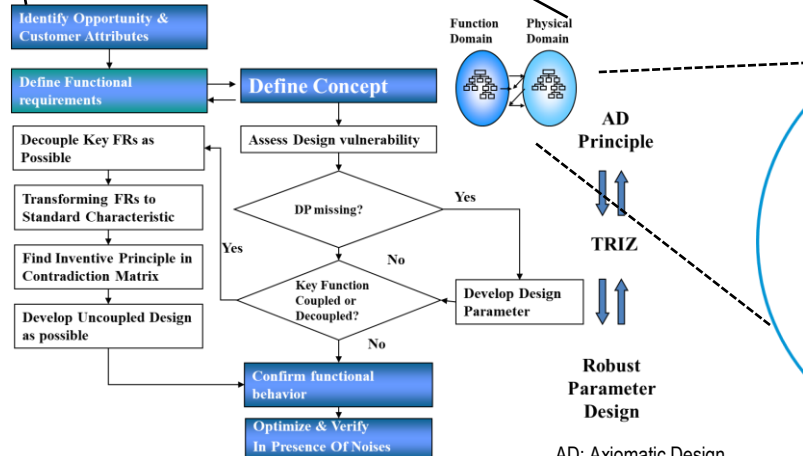 Identify Opportunity &
Customer Attributes
Define Functional
requirements
Define Concept
Function
Domain
Physical
Domain
Decouple Key FRs as
Possible
Assess Design vulnerability
AD
Principle
Transforming FRs to
Standard Characteristic
DP missing?
Yes
TRIZ
Yes
No
Find Inventive Principle in
Contradiction Matrix
Key Function
Coupled or
Decoupled?
Develop Design
Parameter
Develop Uncoupled Design
as possible
No
Robust
Parameter
Design
Confirm functional
behavior
Optimize & Verify
In Presence Of Noises
AD: Axiomatic Design